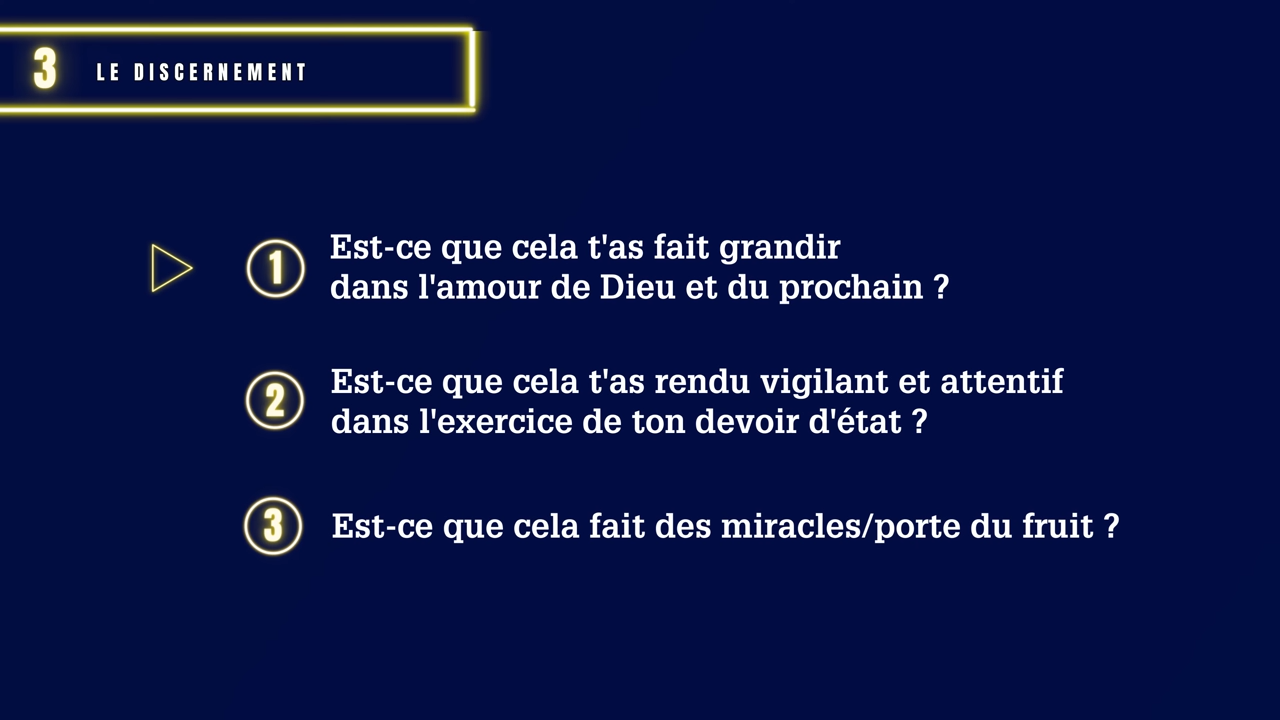 3 LE DISCERNEMENT
1 Est-ce que cela t'as fait grandir
dans l'amour de Dieu et du prochain ?
2 Est-ce que cela t'as rendu vigilant et attentif
dans l'exercice de ton devoir d'état ?
3 Est-ce que cela fait des miracles/porte du fruit ?